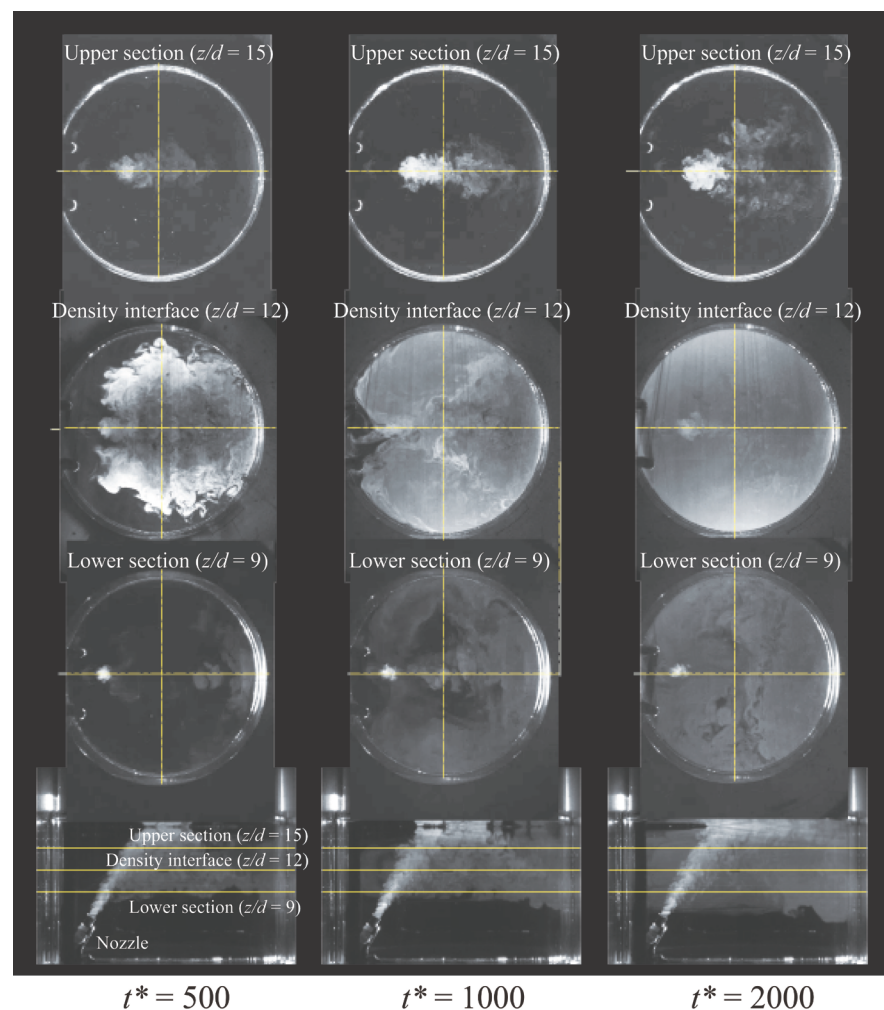 Upper section (z/d = 15) Upper section (z/d = 15) Upper section (z/d = 15)
Density interface (z/d = 12) Density interface (z/d = 12) Density interface (z/d = 12)
Lower section (z/d = 9) Lower section (z/d = 9) Lower section (z/d = 9)
Upper section (z/d = 15)
Density interface (z/d = 12)
Lower section (z/d = 9)
Nozzle
t* = 500 t* = 1000 t* = 2000